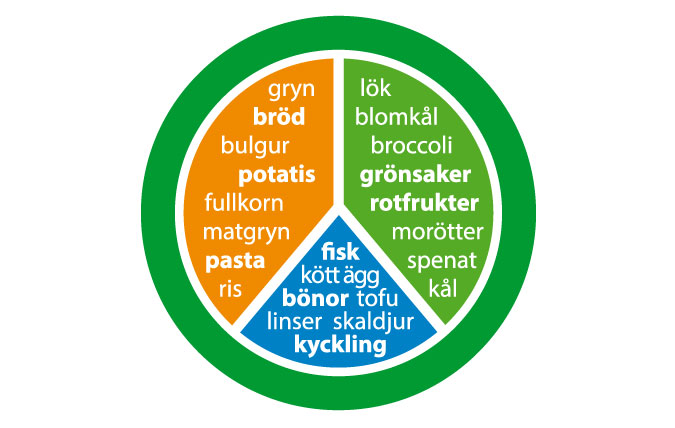 gryn
bröd
bulgur
potatis
fullkorn
matgryn
pasta
ris
lök
blomkål
broccoli
grönsaker
rotfrukter
morötter
spenat
kål
fisk
kött ägg
bönor tofu
linser skaldjur
kyckling